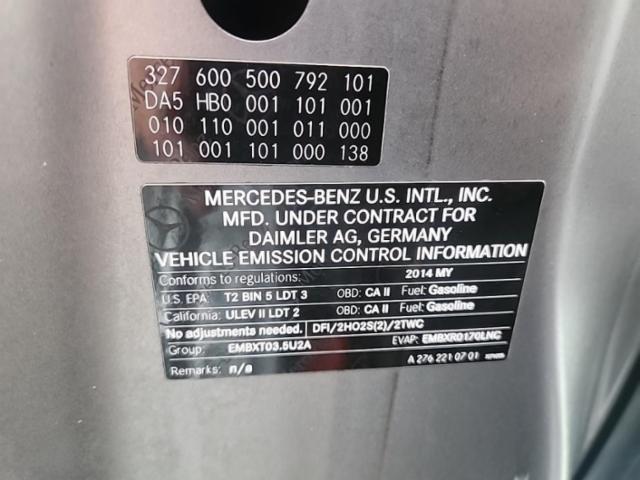 327 600 500 792 101
DA5 HB0 001 101 001
010 110 001 011 000
101 001 101 000 138
MERCEDES-BENZ U.S. INTL., INC.
MFD. UNDER CONTRACT FOR
DAIMLER AG, GERMANY
VEHICLE EMISSION CONTROL INFORMATION
Conforms to regulations: 2014 MY
U.S. EPA: T2 BIN 5 LDT 3 OBD: CA II Fuel: Gasoline
California: ULEV II LDT 2 OBD: CA II Fuel: Gasoline
No adjustments needed. DFI/2HO2S(2)/2TWC
Group: EMBXT03.5U2A EVAP: EMBXR0170LNC
Remarks: n/a A 276 221 07 01